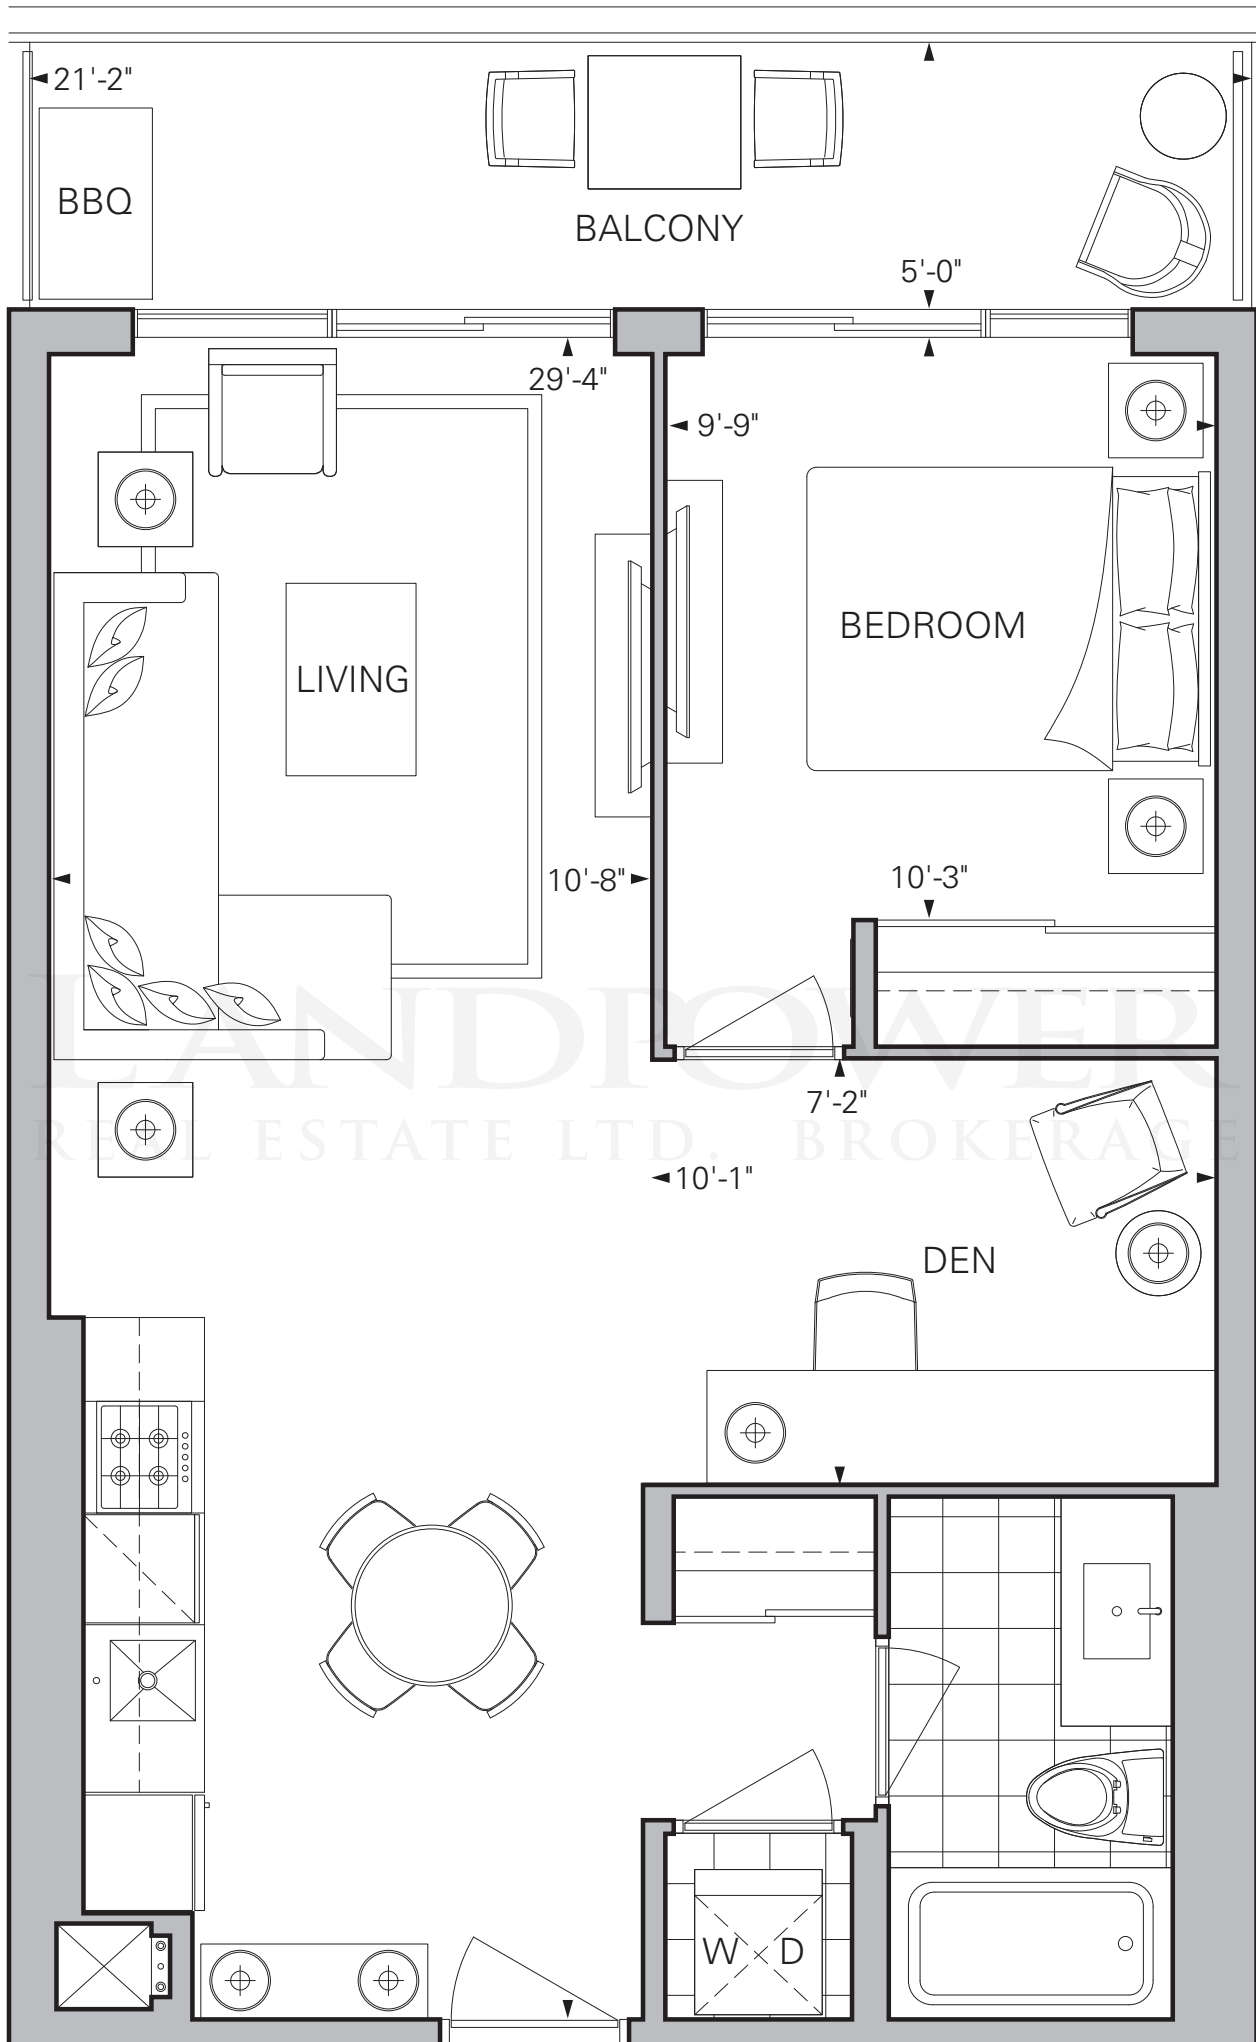 21'-2"
BBQ
BALCONY
5'-0"
29'-4"
9'-9"
BEDROOM
LIVING
10'-8"
10'-3"
LANDPOWER
7'-2"
REAL ESTATE LTD. BROKERAGE
10'-1"
DEN
W D